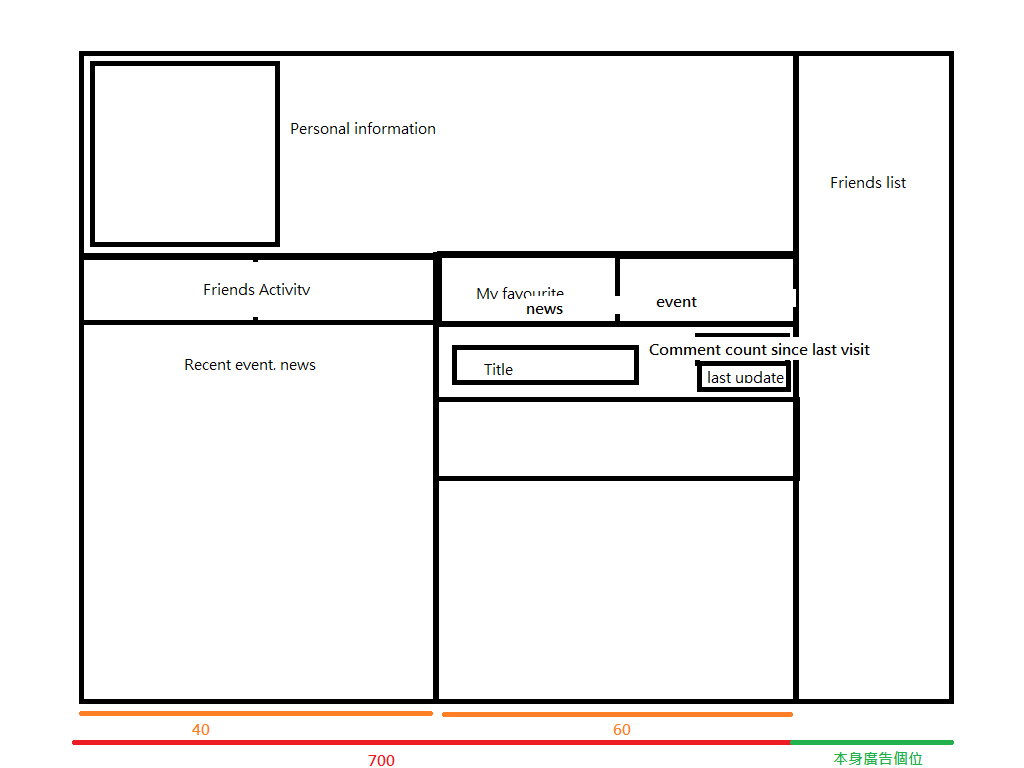 Personal information
Friends list
Friends Activity
My favourite
news
event
Recent event. news
Comment count since last visit
Title
last update
40
60
700
本身廣告個位